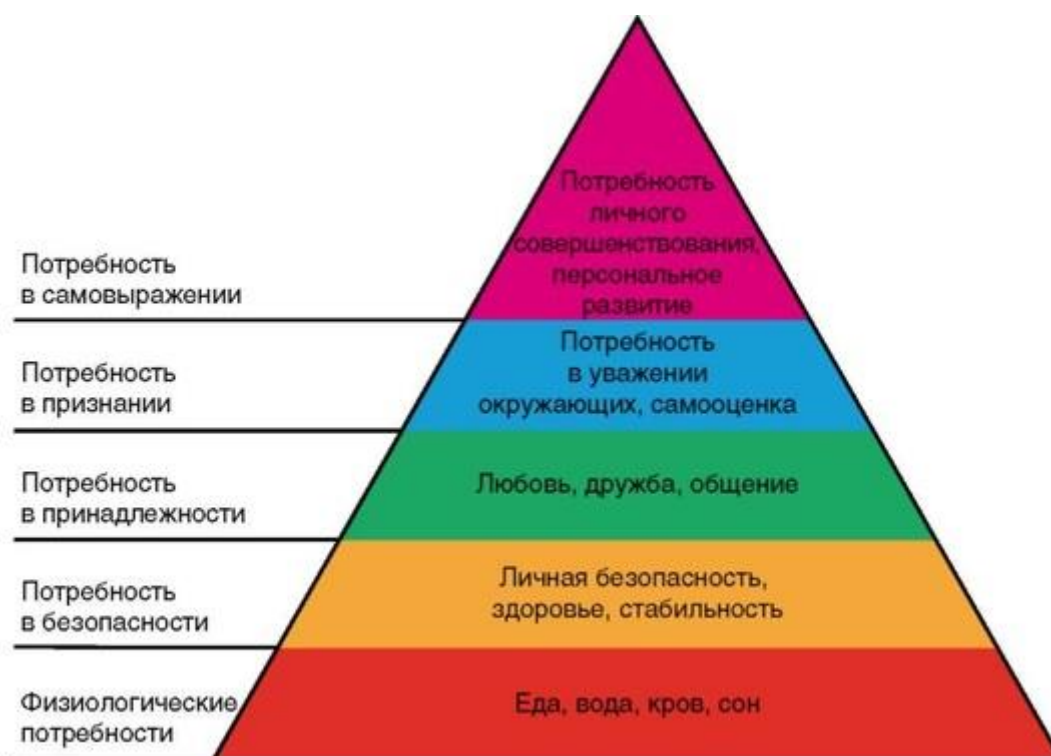 Потребность
личного
совершенствования,
персональное
развитие
Потребность
в самовыражении
Потребность
в уважении
окружающих, самооценка
Потребность
в признании
Любовь, дружба, общение
Потребность
в принадлежности
Личная безопасность,
здоровье, стабильность
Потребность
в безопасности
Еда, вода, кров, сон
Физиологические
потребности